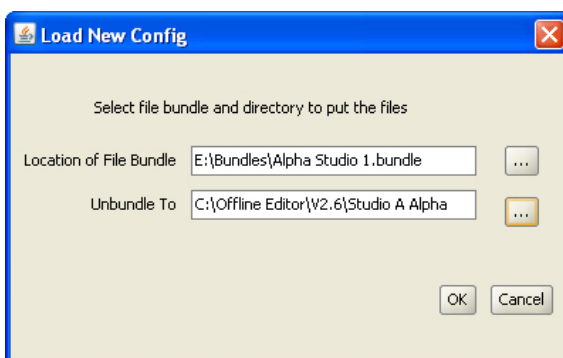 Load New Config
Select file bundle and directory to put the files
Location of File Bundle E:\Bundles\Alpha Studio 1.bundle ...
Unbundle To C:\Offline Editor\V2.6\Studio A Alpha ...
OK Cancel